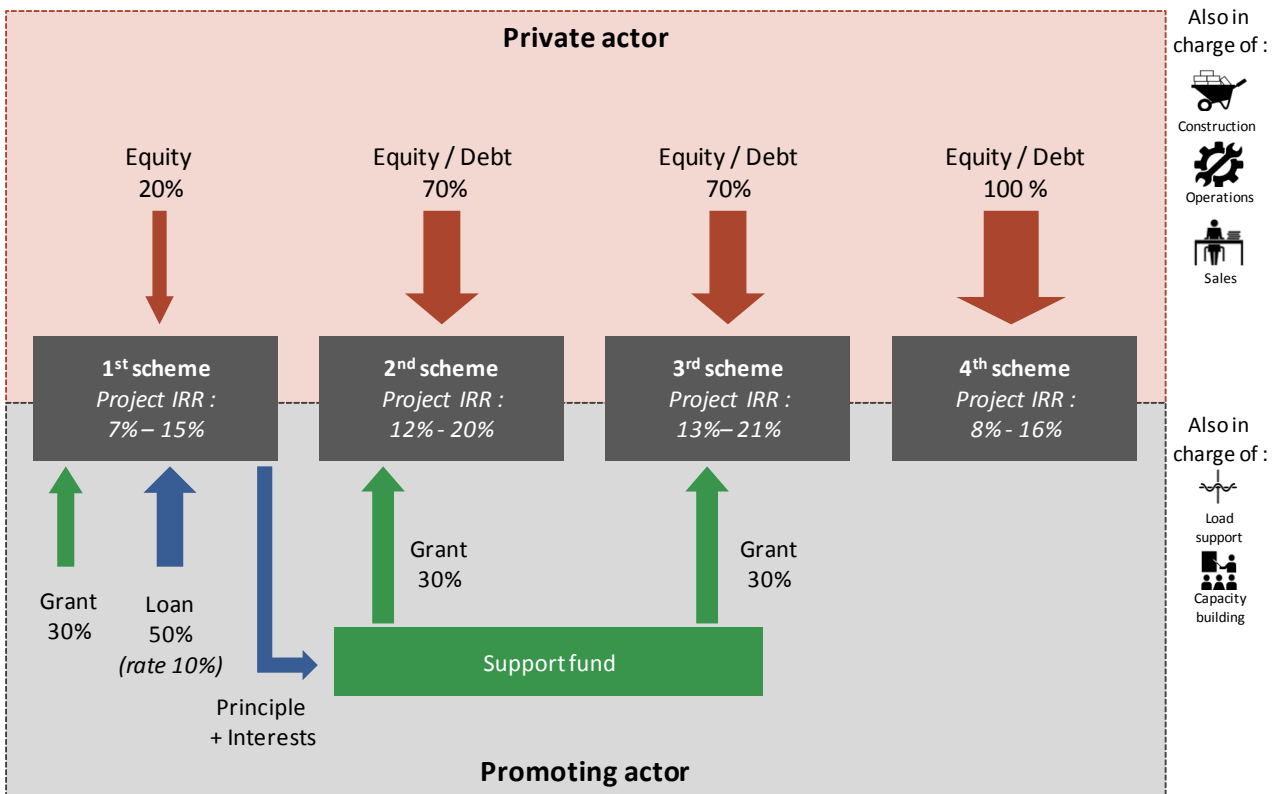 Private actor
Also in
charge of :
Construction
Operations
Sales
Equity
20%
Equity / Debt
70%
Equity / Debt
70%
Equity / Debt
100 %
1st scheme
Project IRR :
7%– 15%
2nd scheme
Project IRR :
12% - 20%
3rd scheme
Project IRR :
13%– 21%
4th scheme
Project IRR :
8% - 16%
Also in
charge of :
Load
support
Capacity
building
Grant
30%
Loan
50%
(rate 10%)
Grant
30%
Grant
30%
Support fund
Principle
+ Interests
Promoting actor